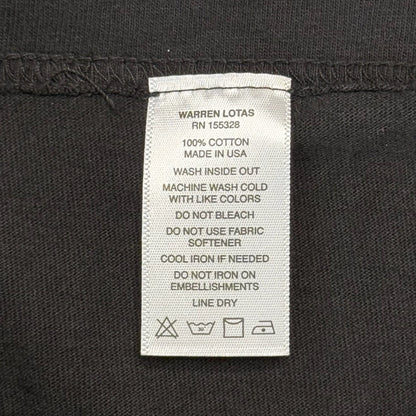 WARREN LOTAS
RN 155328
100% COTTON
MADE IN USA
WASH INSIDE OUT
MACHINE WASH COLD
WITH LIKE COLORS
DO NOT BLEACH
DO NOT USE FABRIC
SOFTENER
COOL IRON IF NEEDED
DO NOT IRON ON
EMBELLISHMENTS
LINE DRY
30